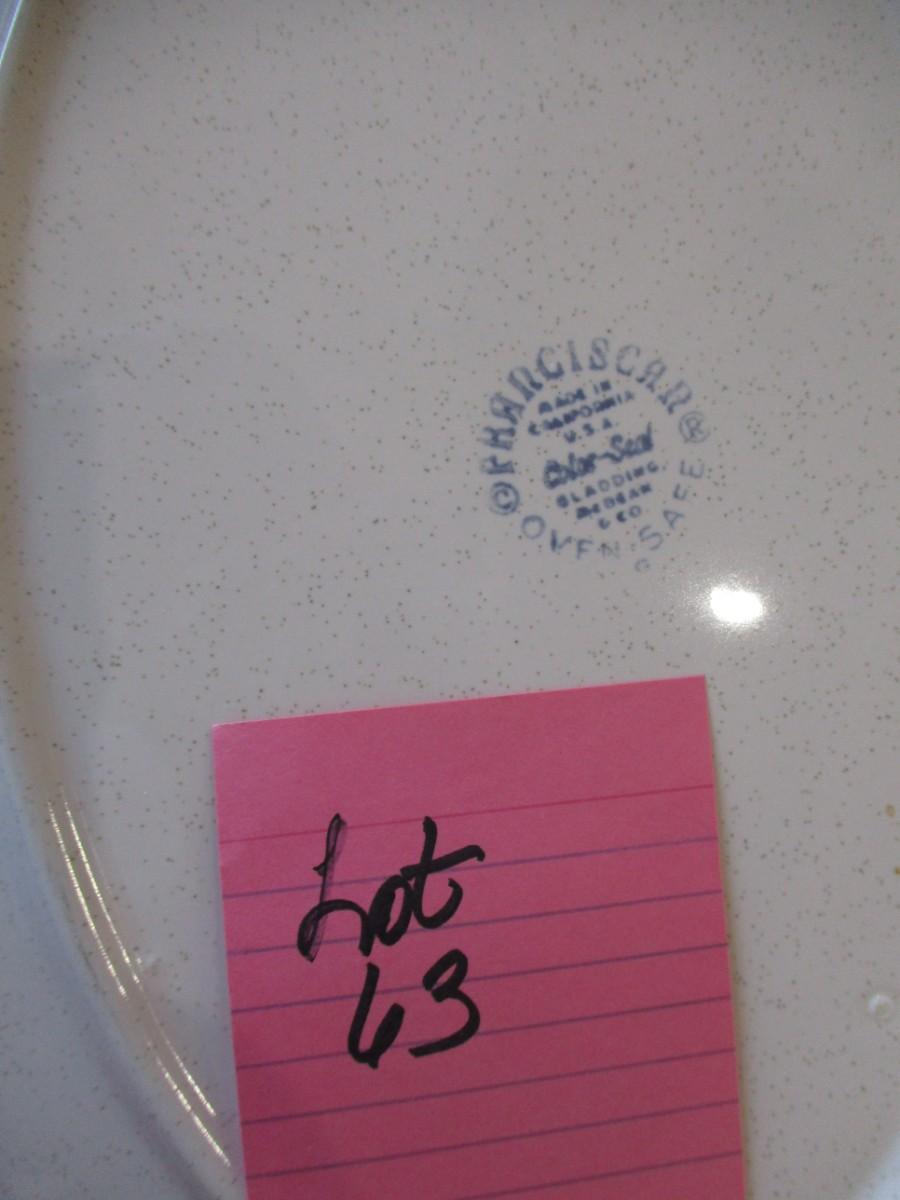 © FRANCISCAN ®
MADE IN
CALIFORNIA
U.S.A.
Color-Seal
GLADDING,
McBEAN
& CO
OVEN-SAFE
Lot
63